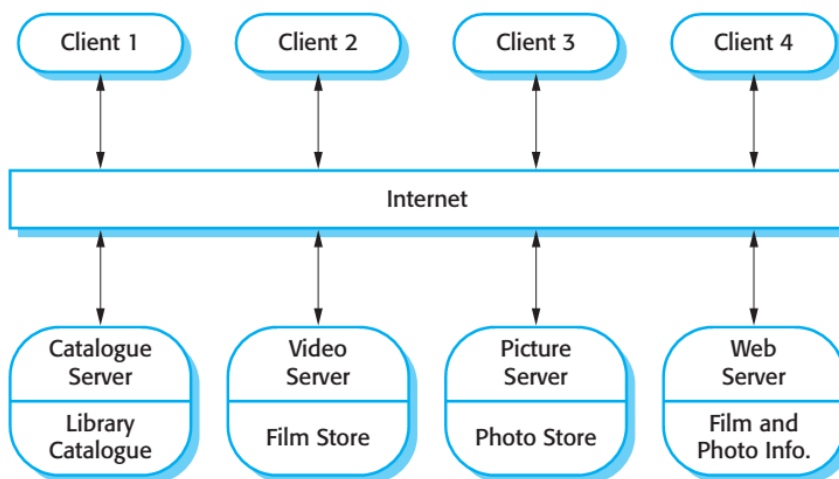 Client 1
Client 2
Client 3
Client 4
Internet
Catalogue
Server
Library
Catalogue
Video
Server
Film Store
Picture
Server
Photo Store
Web
Server
Film and
Photo Info.